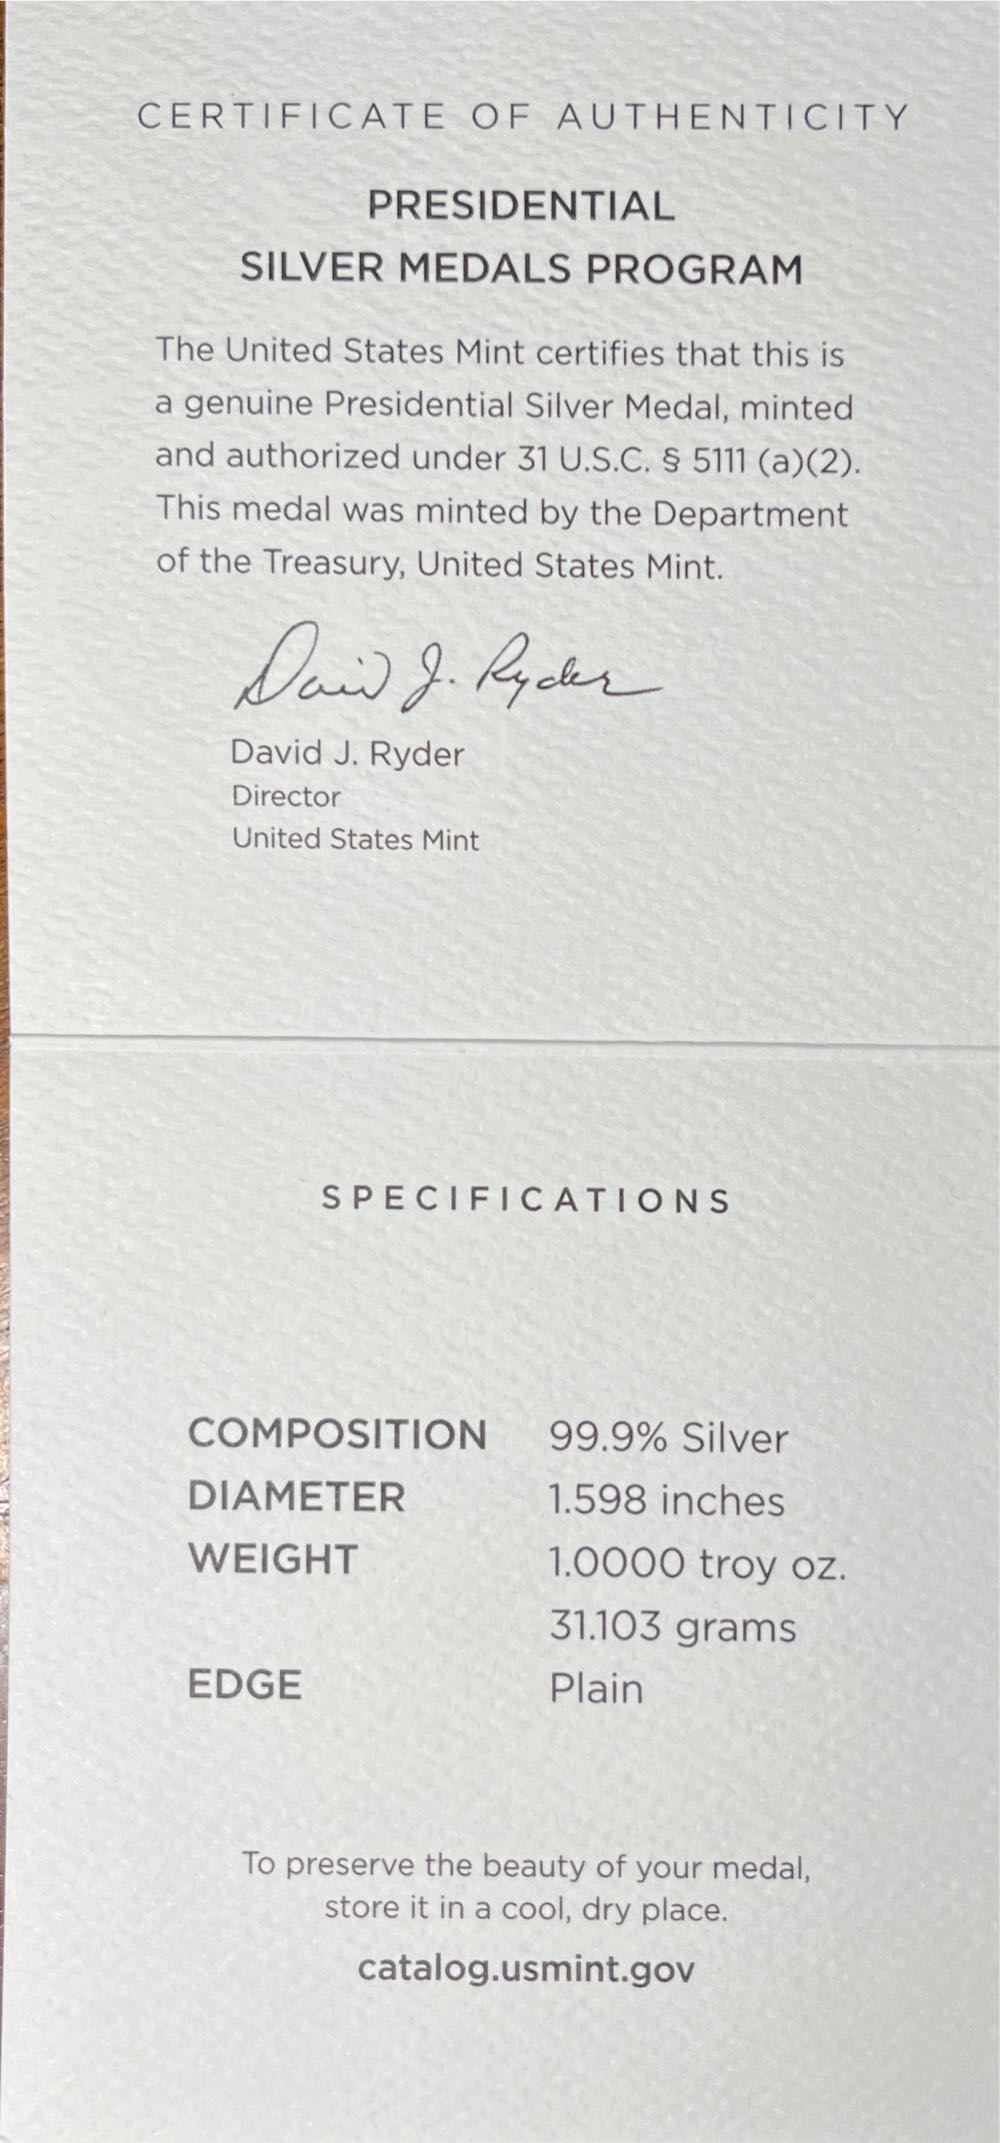 CERTIFICATE OF AUTHENTICITY
PRESIDENTIAL
SILVER MEDALS PROGRAM
The United States Mint certifies that this is
a genuine Presidential Silver Medal, minted
and authorized under 31 U.S.C. § 5111 (a)(2).
This medal was minted by the Department
of the Treasury, United States Mint.
David J. Ryder
David J. Ryder
Director
United States Mint
SPECIFICATIONS
COMPOSITION 99.9% Silver
DIAMETER 1.598 inches
WEIGHT 1.0000 troy oz.
31.103 grams
EDGE Plain
To preserve the beauty of your medal,
store it in a cool, dry place.
catalog.usmint.gov